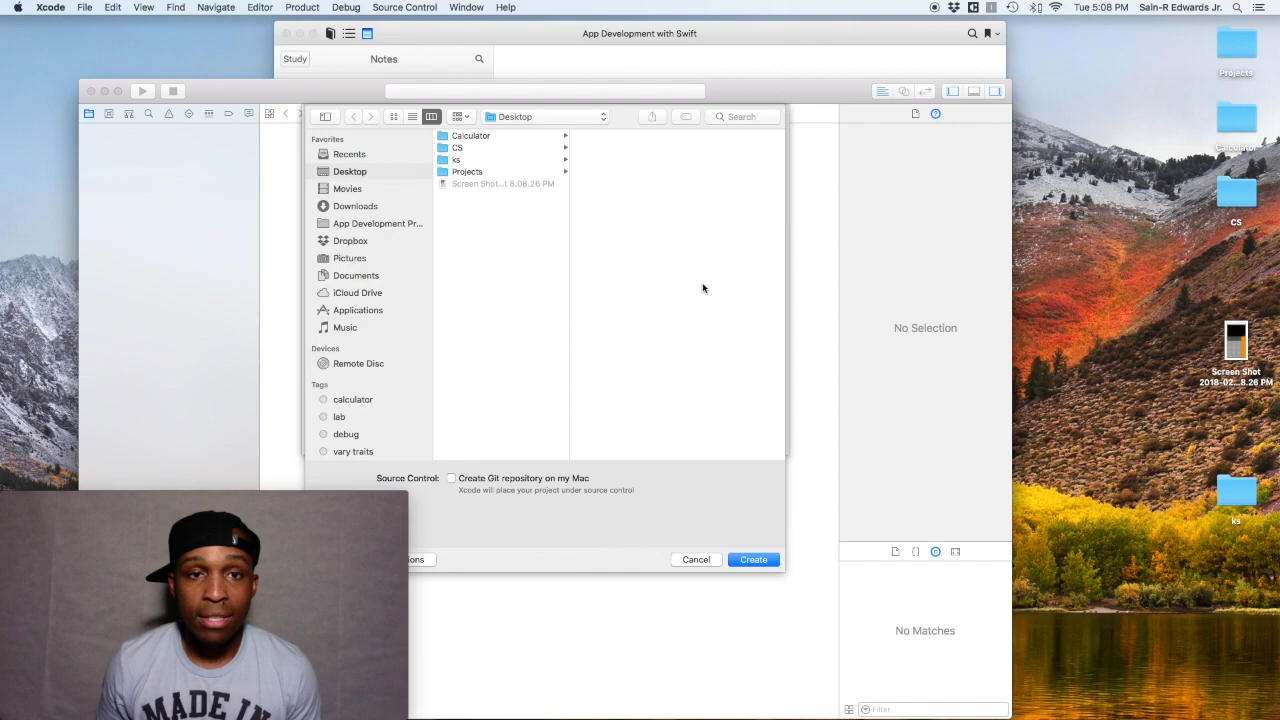 Xcode File Edit View Find Navigate Editor Product Debug Source Control Window Help Tue 5:08 PM Sain-R Edwards Jr.
App Development with Swift
Study Notes
Desktop Search
Favorites
Recents
Desktop
Movies
Downloads
App Development Pr...
Dropbox
Pictures
Documents
iCloud Drive
Applications
Music
Devices
Remote Disc
Tags
calculator
lab
debug
vary traits
Calculator
CS
ks
Projects
Screen Shot...t 8.08.26 PM
Source Control: Create Git repository on my Mac
Xcode will place your project under source control
ions Cancel Create
No Selection
No Matches
Filter
Projects
Calculator
CS
Screen Shot
2018-02...8.26 PM
ks
MADE IN